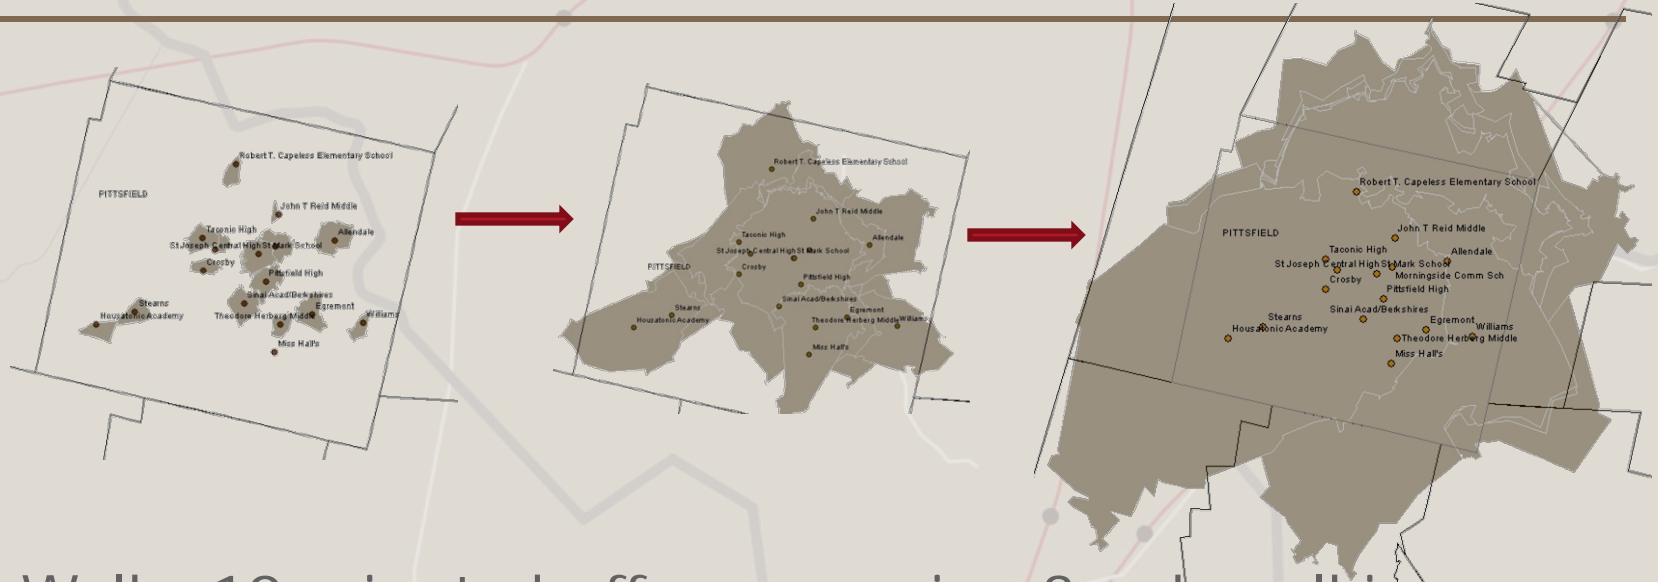 Robert T. Capeless Elementary School
PITTSFIELD
John T Reid Middle
Taconic High
Allendale
St Joseph Central High St Mark School
Crosby
Pittsfield High
Sinai Acad/Berkshires
Stearns
Egremont
Housatonic Academy
Theodore Herberg Middle
Williams
Miss Hall's
Robert T. Capeless Elementary School
John T Reid Middle
Taconic High
Allendale
St Joseph Central High St Mark School
PITTSFIELD
Crosby
Pittsfield High
Sinai Acad/Berkshires
Stearns
Egremont
Housatonic Academy
Theodore Herberg Middle
Williams
Miss Hall's
Robert T. Capeless Elementary School
PITTSFIELD
John T Reid Middle
Taconic High
Allendale
St Joseph Central High St Mark School
Morningside Comm Sch
Crosby
Pittsfield High
Sinai Acad/Berkshires
Stearns
Egremont
Housatonic Academy
Williams
Theodore Herberg Middle
Miss Hall's